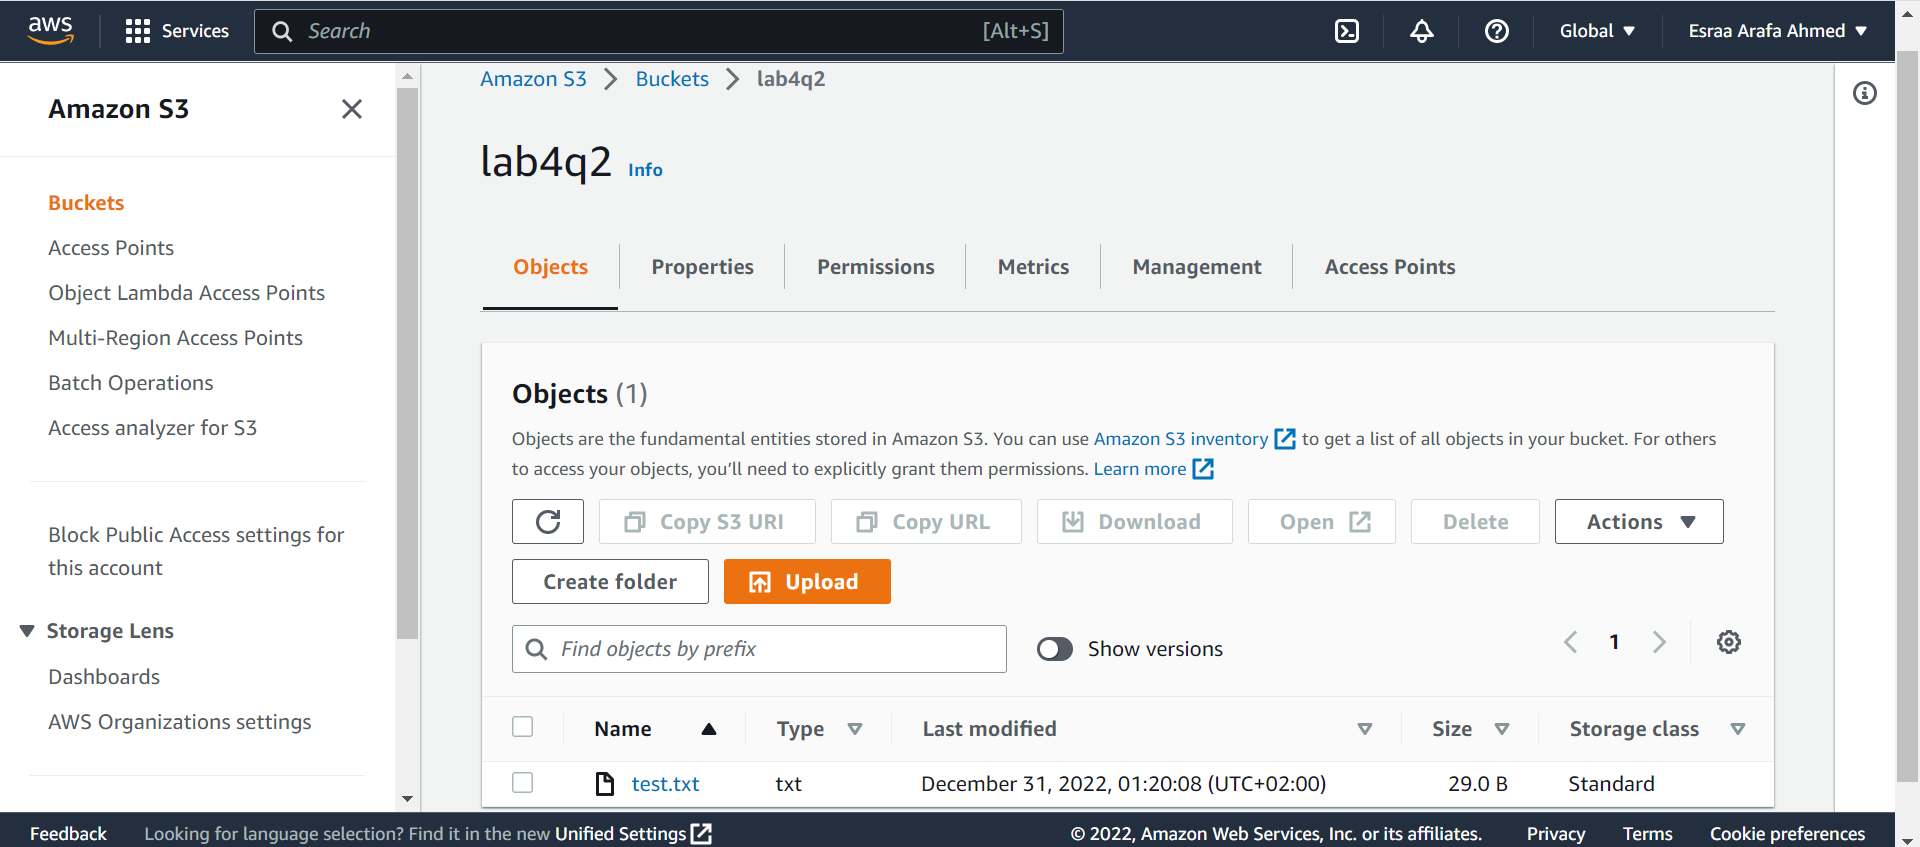 aws
Services
Search [Alt+S]
Global
Esraa Arafa Ahmed
Amazon S3
Buckets
Access Points
Object Lambda Access Points
Multi-Region Access Points
Batch Operations
Access analyzer for S3
Block Public Access settings for
this account
Storage Lens
Dashboards
AWS Organizations settings
Amazon S3 > Buckets > lab4q2
lab4q2 Info
Objects
Properties
Permissions
Metrics
Management
Access Points
Objects (1)
Objects are the fundamental entities stored in Amazon S3. You can use Amazon S3 inventory to get a list of all objects in your bucket. For others
to access your objects, you’ll need to explicitly grant them permissions. Learn more
Copy S3 URI
Copy URL
Download
Open
Delete
Actions
Create folder
Upload
Find objects by prefix
Show versions
1
Name Type Last modified Size Storage class
test.txt txt December 31, 2022, 01:20:08 (UTC+02:00) 29.0 B Standard
Feedback
Looking for language selection? Find it in the new Unified Settings
© 2022, Amazon Web Services, Inc. or its affiliates.
Privacy
Terms
Cookie preferences